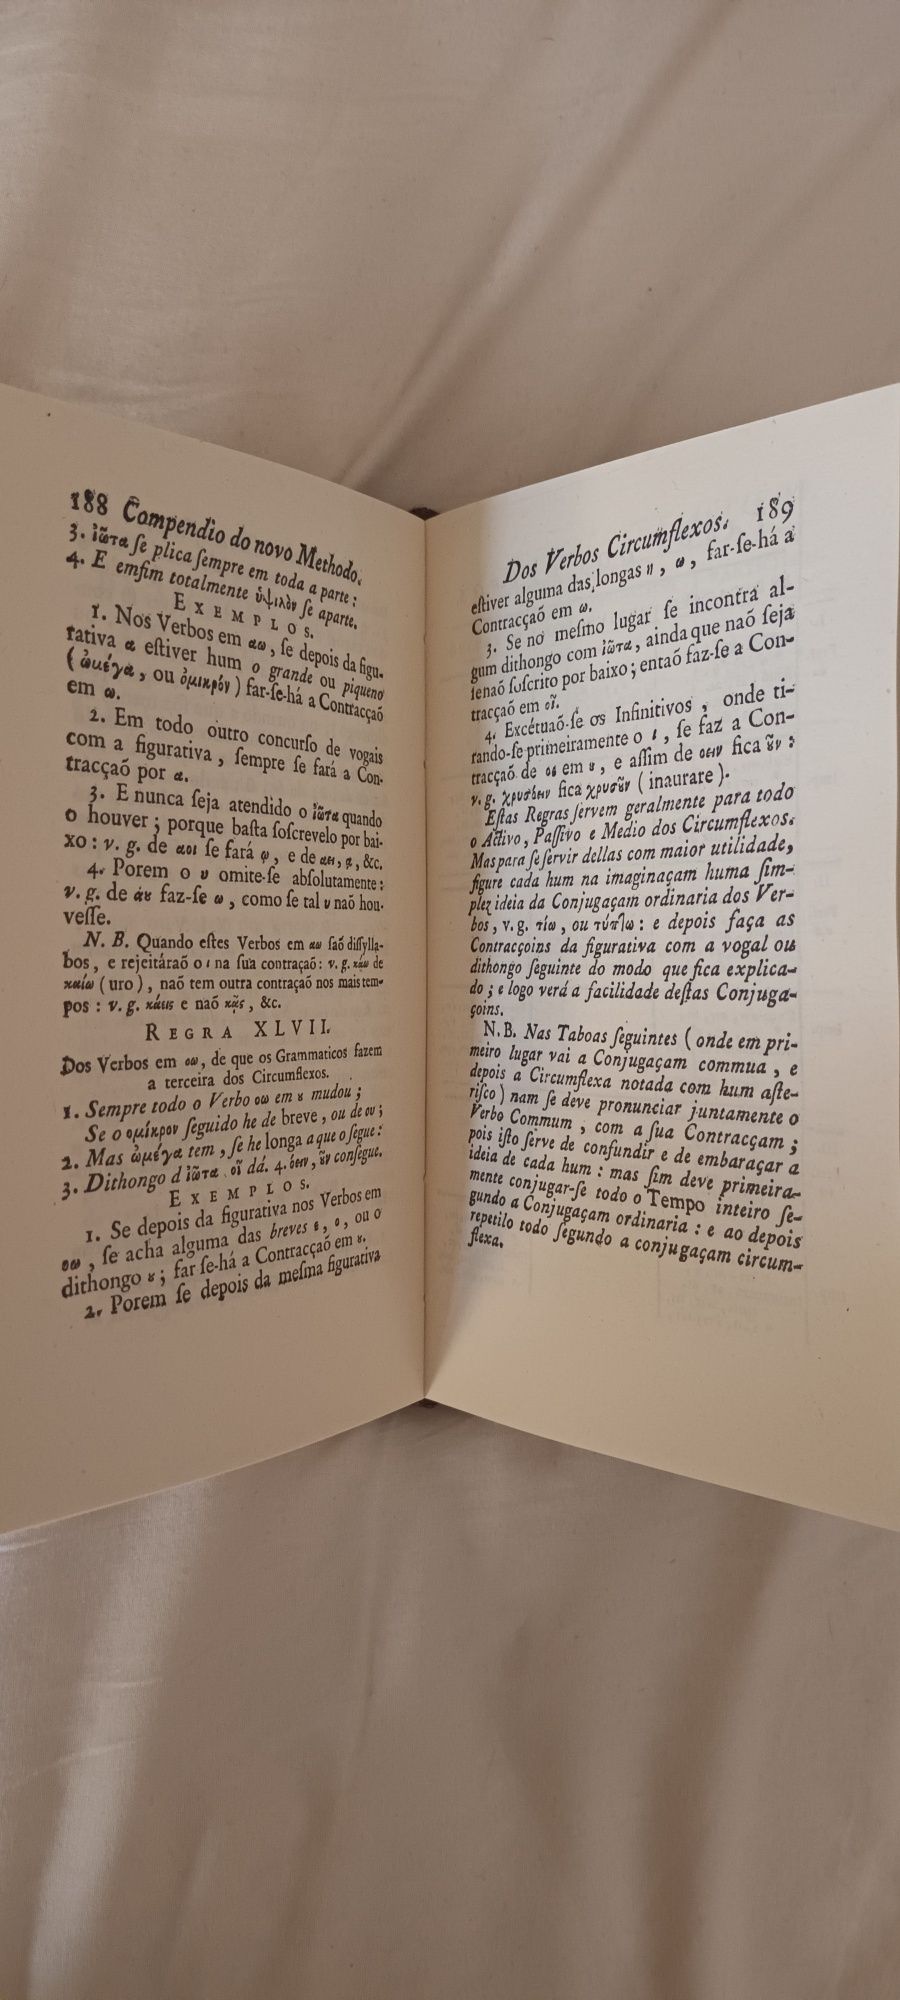 188 Compendio do novo Methodo.
3. ἰῶτα ſe plica ſempre em toda a parte:
4. E emfim totalmente ὑψιλὸν ſe aparte.
EXEMPLOS.
1. Nos Verbos em αω, ſe depois da figu-
rativa α eſtiver hum o grande ou piqueno
(ὠμέγα, ou ὀμικρόν) far-ſe-há a Contracçaõ
em ω.
2. Em todo outro concurſo de vogais
com a figurativa, ſempre ſe fará a Con-
tracçaõ por α.
3. E nunca ſeja atendido o ἰῶτα quando
o houver; porque baſta ſoſcrevelo por bai-
xo: v. g. de αοι ſe fará ῳ, e de αει, ᾳ, &c.
4. Porem o υ omite-ſe abſolutamente:
v. g. de άȣ faz-ſe ω, como ſe tal υ naõ hou-
veſſe.
N. B. Quando eſtes Verbos em αω ſaõ diſſylla-
bos, e rejeitáraõ o ι na ſua contraçaõ: v. g. κάω de
καίω (uro), naõ tem outra contraçaõ nos mais tem-
pos: v. g. κάεις e naõ κᾷς, &c.
REGRA XLVII.
Dos Verbos em οω, de que os Grammaticos fazem
a terceira dos Circumflexos.
1. Sempre todo o Verbo οω em ȣ mudou;
Se o ομίκρον ſeguido he de breve, ou de ου;
2. Mas ὠμέγα tem, ſe he longa a que o ſegue:
3. Dithongo d ἰῶτα οῖ dá. 4. όειν, ȣ͂ν conſegue.
EXEMPLOS.
1. Se depois da figurativa nos Verbos em
οω, ſe acha alguma das breves ε, ο, ou o
dithongo ȣ; far ſe-há a Contracçaõ em ȣ.
2. Porem ſe depois da meſma figurativa
Dos Verbos Circumflexos. 189
eſtiver alguma das longas η, ω, far-ſe-há a
Contracçaõ em ω.
3. Se no meſmo lugar ſe incontra al-
gum dithongo com ἰῶτα, ainda que naõ ſeja
ſenaõ ſoſcrito por baixo; entaõ faz-ſe a Con-
tracçaõ em οῖ.
4. Excétuaõ-ſe os Infinitivos, onde ti-
rando-ſe primeiramente o ι, ſe faz a Con-
tracçaõ de οε em ȣ, e aſſim de οειν fica ȣ͂ν:
v. g. χρυσόειν fica χρυσȣ͂ν (inaurare).
Eſtas Regras ſervem geralmente para todo
o Activo, Paſſivo e Medio dos Circumflexos.
Mas para ſe ſervir dellas com maior utilidade,
figure cada hum na imaginaçam huma ſim-
plez ideia da Conjugaçam ordinaria dos Ver-
bos, v. g. τίω, ou τύπτω: e depois faça as
Contracçoins da figurativa com a vogal ou
dithongo ſeguinte do modo que fica explica-
do; e logo verá a facilidade deſtas Conjuga-
çoins.
N.B. Nas Taboas ſeguintes (onde em pri-
meiro lugar vai a Conjugaçam commua, e
depois a Circumflexa notada com hum aſte-
riſco) nam ſe deve pronunciar juntamente o
Verbo Commum, com a ſua Contracçam;
pois iſto ſerve de confundir e de embaraçar a
ideia de cada hum: mas ſim deve primeira-
mente conjugar-ſe todo o Tempo inteiro ſe-
gundo a Conjugaçam ordinaria: e ao depois
repetilo todo ſegundo a conjugaçam circum-
flexa.